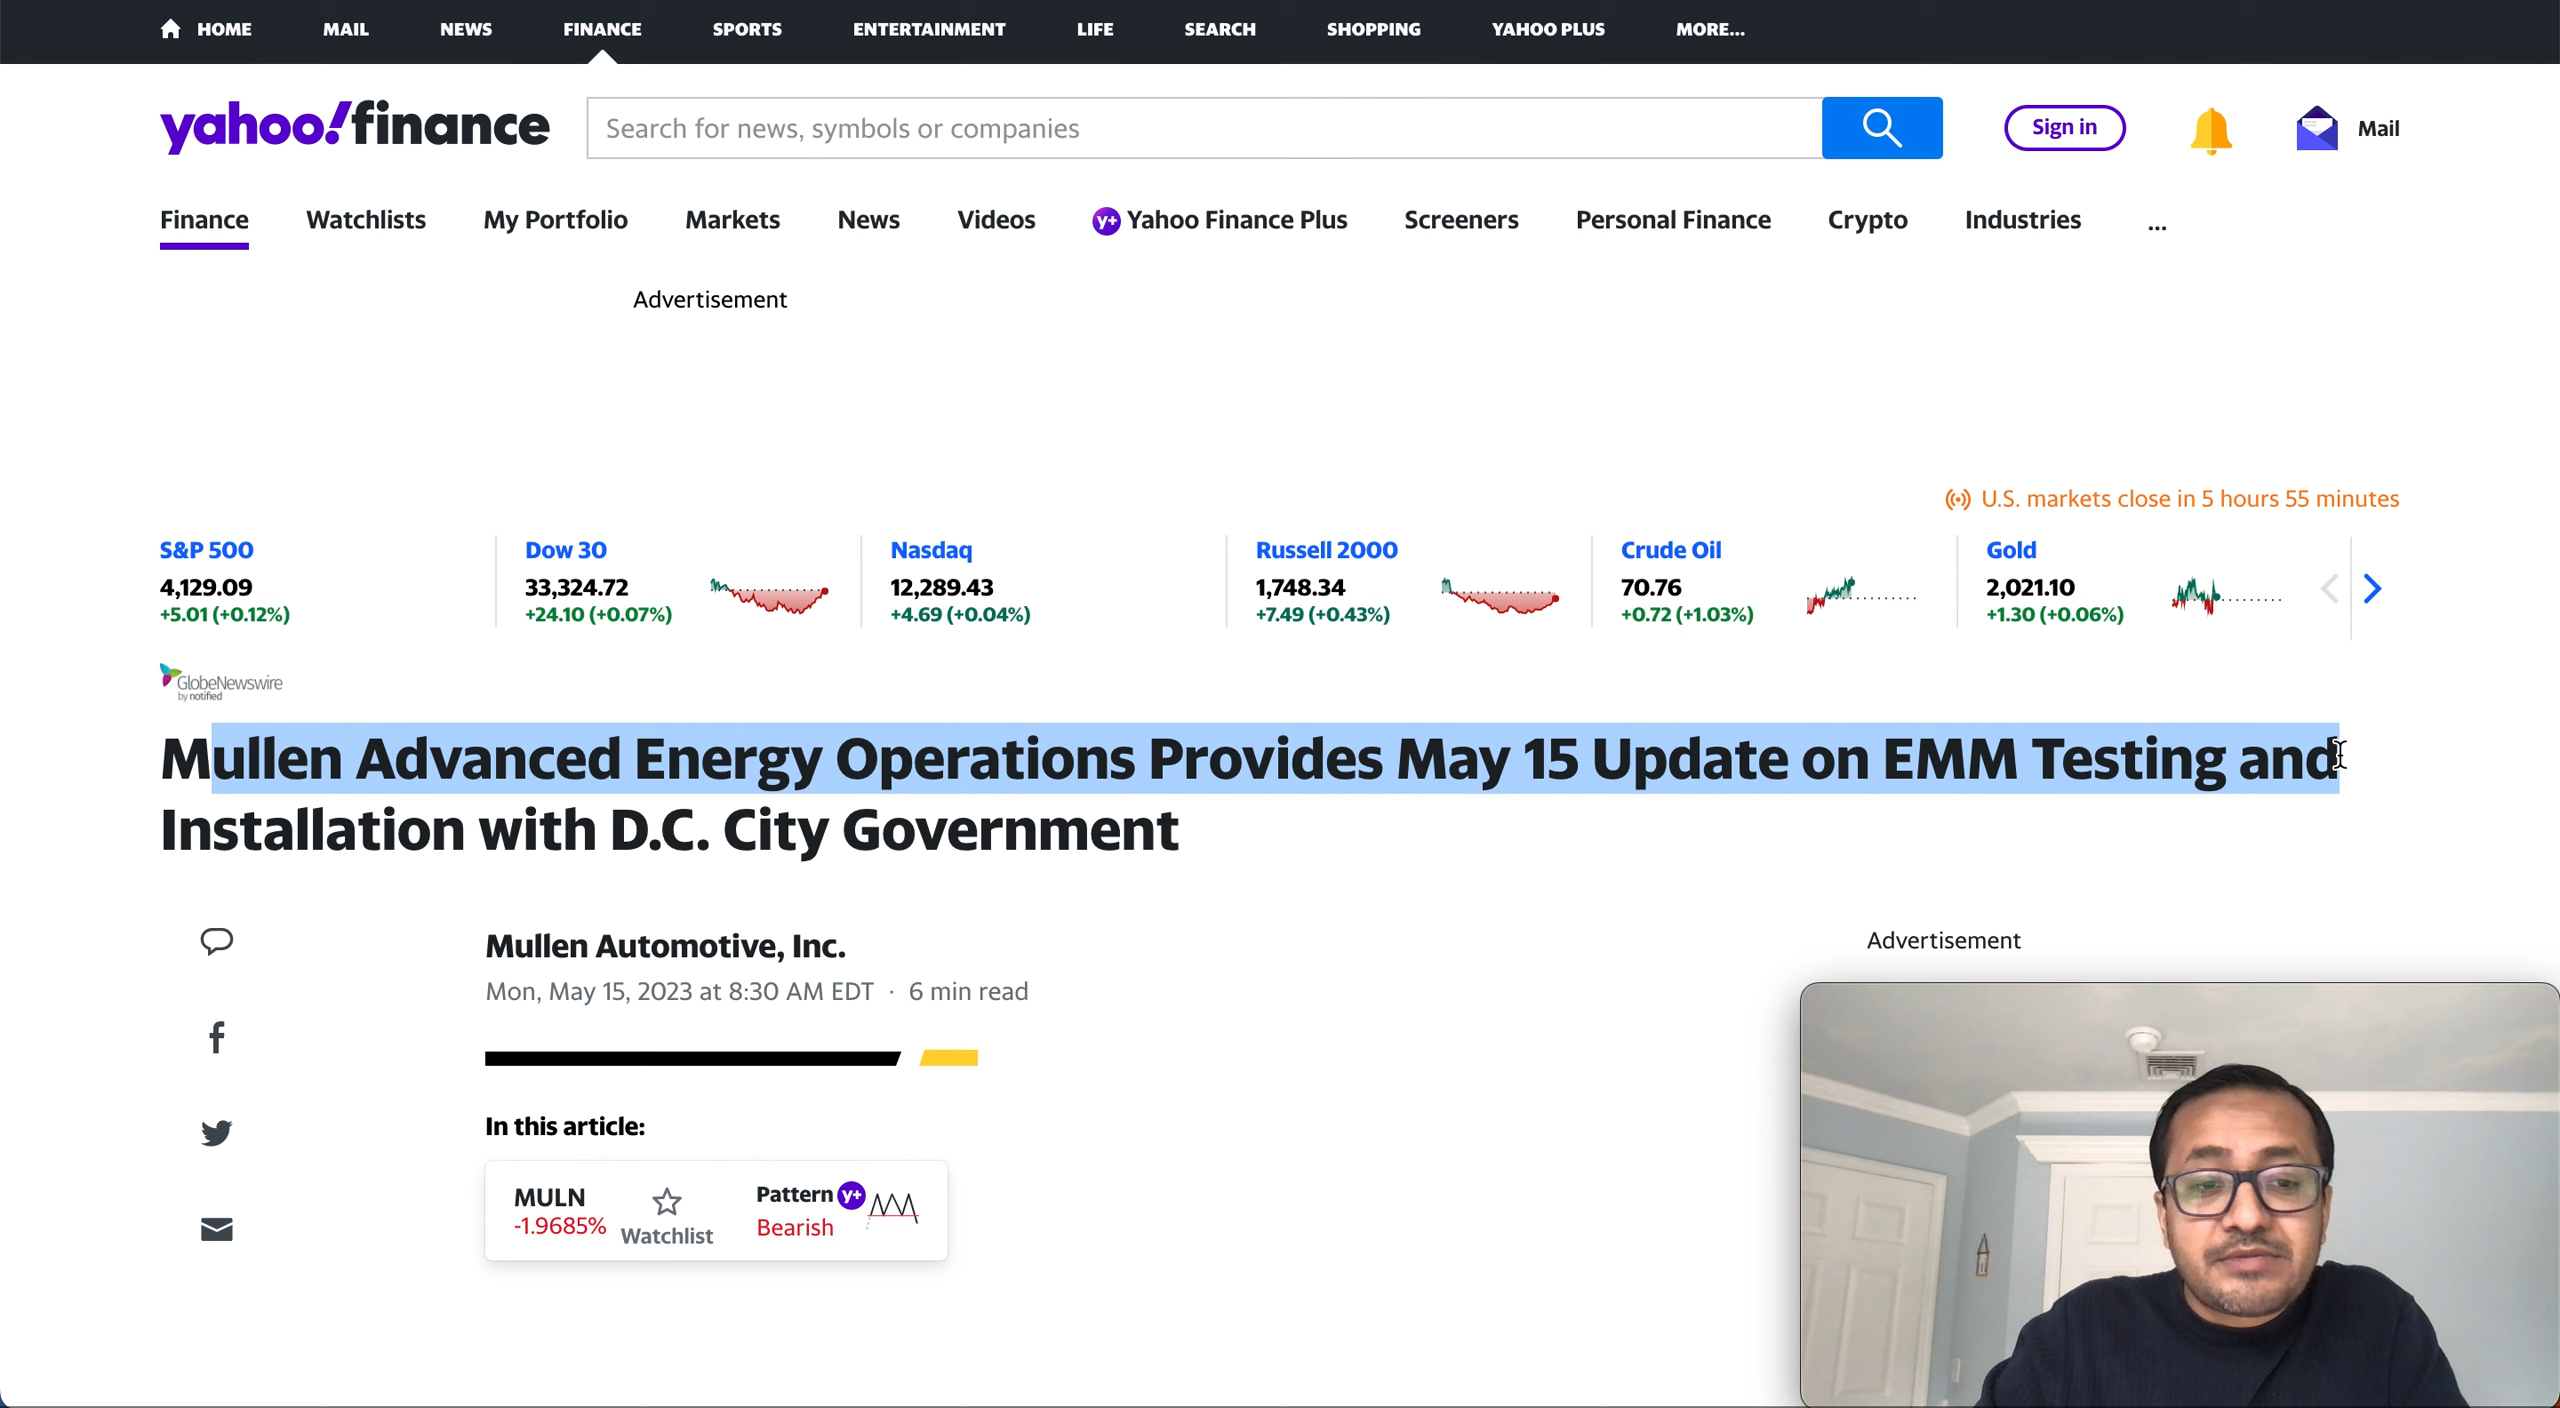 HOME MAIL NEWS FINANCE SPORTS ENTERTAINMENT LIFE SEARCH SHOPPING YAHOO PLUS MORE...
yahoo!finance Search for news, symbols or companies Sign in Mail
Finance Watchlists My Portfolio Markets News Videos y+ Yahoo Finance Plus Screeners Personal Finance Crypto Industries ...
Advertisement
U.S. markets close in 5 hours 55 minutes
S&P 500 Dow 30 Nasdaq Russell 2000 Crude Oil Gold
4,129.09 33,324.72 12,289.43 1,748.34 70.76 2,021.10
+5.01 (+0.12%) +24.10 (+0.07%) +4.69 (+0.04%) +7.49 (+0.43%) +0.72 (+1.03%) +1.30 (+0.06%)
GlobeNewswire
by notified
Mullen Advanced Energy Operations Provides May 15 Update on EMM Testing and
Installation with D.C. City Government
Mullen Automotive, Inc.
Mon, May 15, 2023 at 8:30 AM EDT · 6 min read
Advertisement
In this article:
MULN Pattern y+
-1.9685% Watchlist Bearish